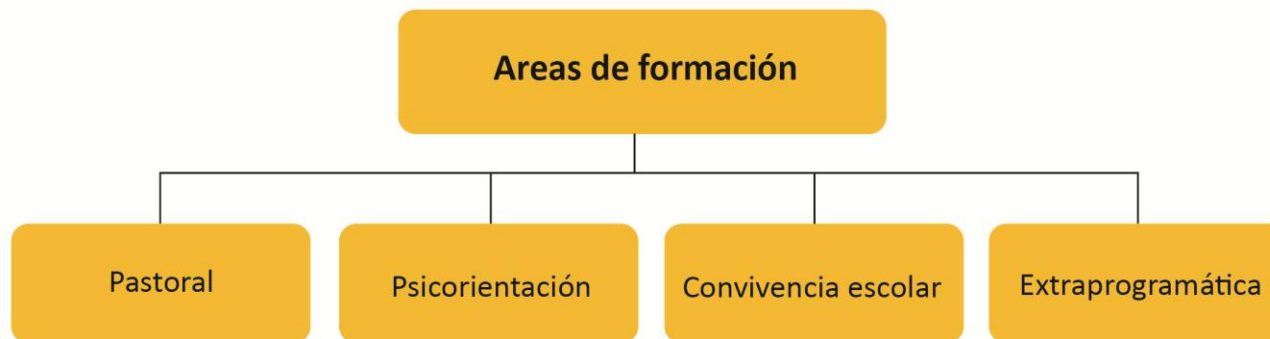 Areas de formación
Pastoral
Psicorientación
Convivencia escolar
Extraprogramática